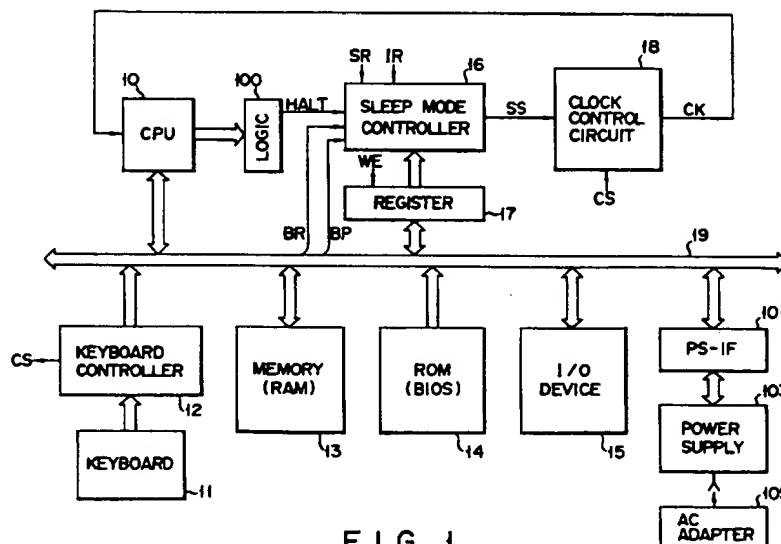 18
SR IR 16
10 100
HALT
CPU LOGIC SLEEP MODE CONTROLLER SS CLOCK CONTROL CIRCUIT CK
WE
REGISTER 17 CS
BR BP 19
CS KEYBOARD CONTROLLER 12
MEMORY (RAM) 13
ROM (BIOS) 14
I/O DEVICE 15
PS-IF
KEYBOARD 11
POWER SUPPLY
AC ADAPTER
FIG. 1